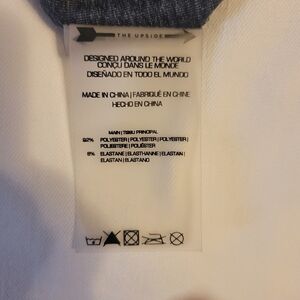 THE UPSIDE
DESIGNED AROUND THE WORLD
CONÇU DANS LE MONDE
DISEÑADO EN TODO EL MUNDO
MADE IN CHINA | FABRIQUÉ EN CHINE
HECHO EN CHINA
MAIN | TISSU PRINCIPAL
92% POLYESTER | POLYESTER | POLYESTER |
POLIESTERE | POLIÉSTER
8% ELASTANE | ELASTHANNE | ELASTAN |
ELASTAN | ELASTANO